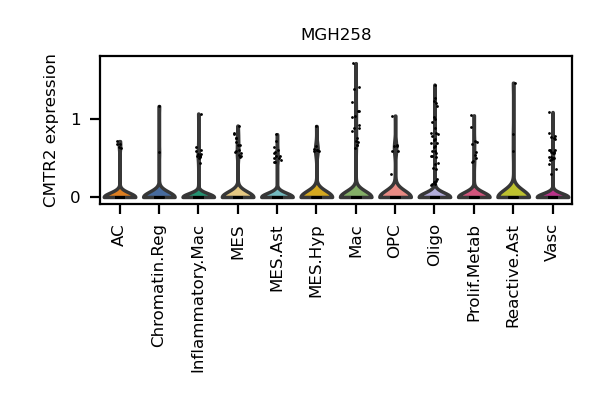 MGH258
CMTR2 expression
1
0
AC
Chromatin.Reg
Inflammatory.Mac
MES
MES.Ast
MES.Hyp
Mac
OPC
Oligo
Prolif.Metab
Reactive.Ast
Vasc